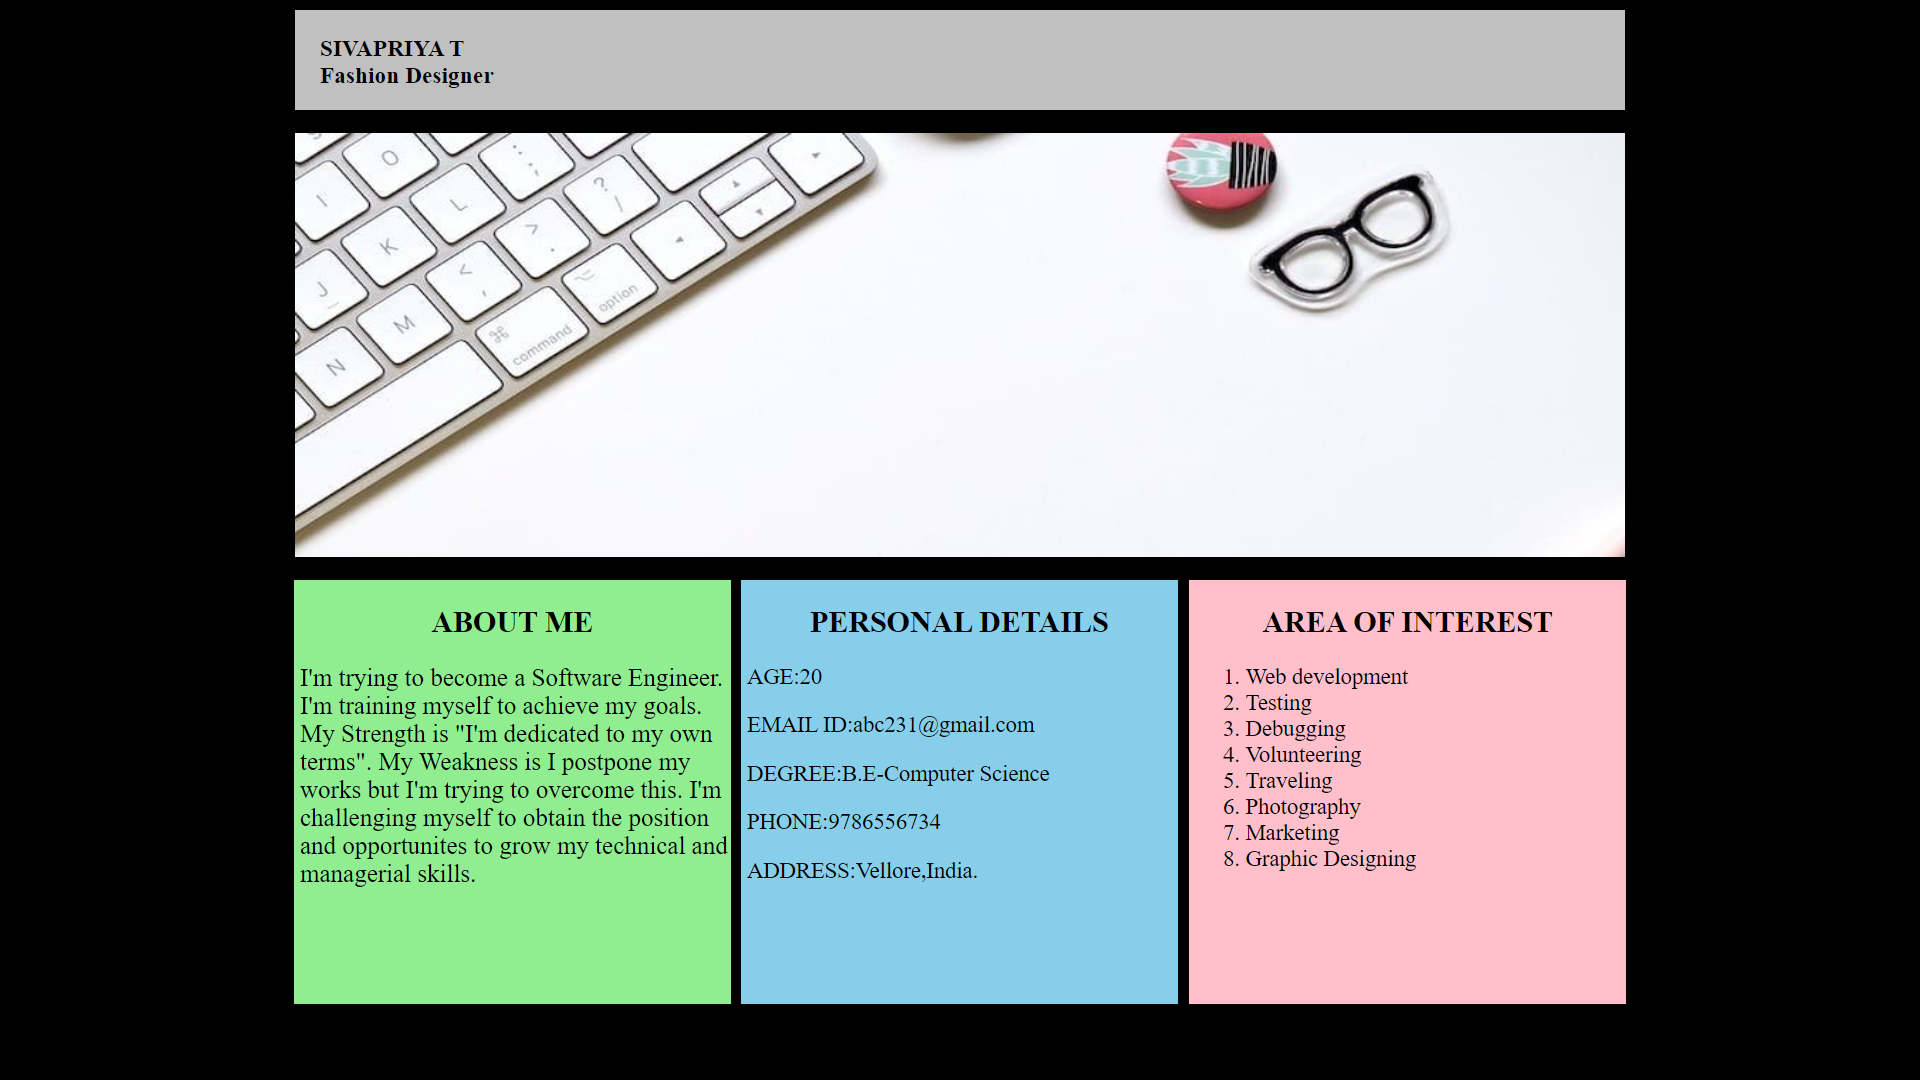 SIVAPRIYA T
Fashion Designer
O
I
L
K
?
/
>
.
<
,
J
M
N
option
command
ABOUT ME
I'm trying to become a Software Engineer.
I'm training myself to achieve my goals.
My Strength is "I'm dedicated to my own
terms". My Weakness is I postpone my
works but I'm trying to overcome this. I'm
challenging myself to obtain the position
and opportunites to grow my technical and
managerial skills.
PERSONAL DETAILS
AGE:20
EMAIL ID:abc231@gmail.com
DEGREE:B.E-Computer Science
PHONE:9786556734
ADDRESS:Vellore,India.
AREA OF INTEREST
1. Web development
2. Testing
3. Debugging
4. Volunteering
5. Traveling
6. Photography
7. Marketing
8. Graphic Designing